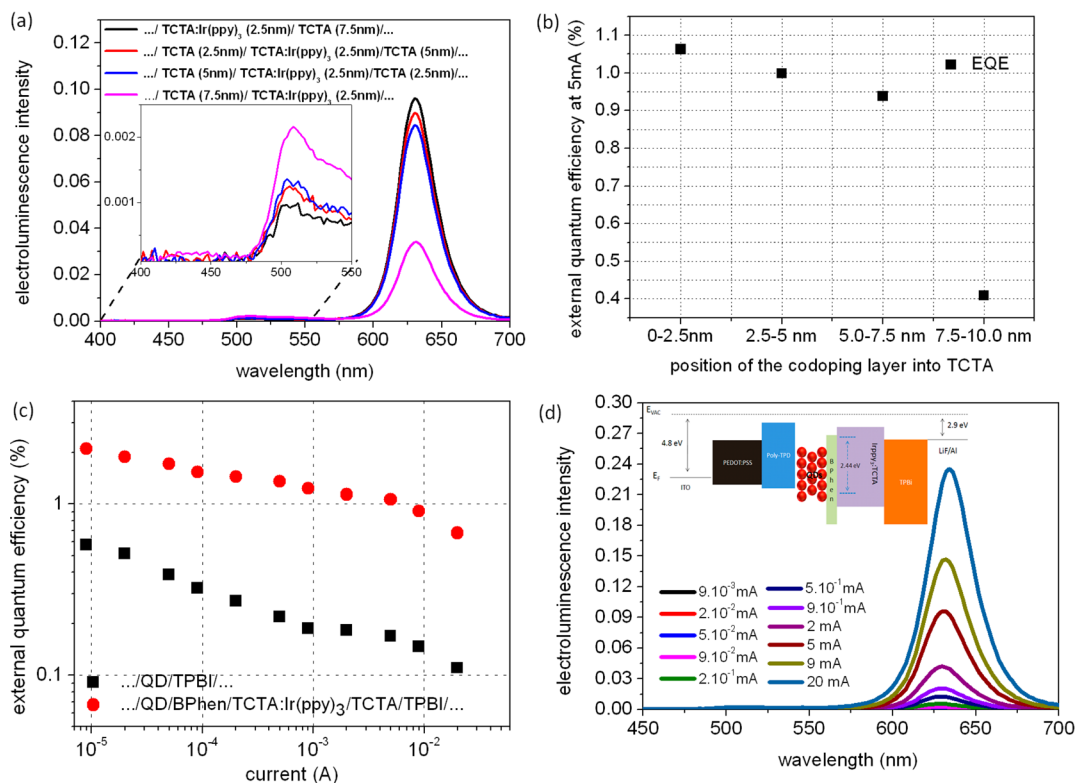 (a)
electroluminescence intensity
0.12
0.10
0.08
0.06
0.04
0.02
0.00
.../ TCTA:Ir(ppy)3 (2.5nm)/ TCTA (7.5nm)/...
.../ TCTA (2.5nm)/ TCTA:Ir(ppy)3 (2.5nm)/TCTA (5nm)/...
.../ TCTA (5nm)/ TCTA:Ir(ppy)3 (2.5nm)/TCTA (2.5nm)/...
.../ TCTA (7.5nm)/ TCTA:Ir(ppy)3 (2.5nm)/...
0.002
0.001
400 450 500 550
400 450 500 550 600 650 700
wavelength (nm)
(b)
external quantum efficiency at 5mA (%)
1.1
1.0
0.9
0.8
0.7
0.6
0.5
0.4
EQE
0-2.5nm 2.5-5 nm 5.0-7.5 nm 7.5-10.0 nm
position of the codoping layer into TCTA
(c)
external quantum efficiency (%)
1
0.1
.../QD/TPBI/...
.../QD/BPhen/TCTA:Ir(ppy)3/TCTA/TPBI/...
10^-5 10^-4 10^-3 10^-2
current (A)
(d)
electroluminescence intensity
0.30
0.27
0.24
0.21
0.18
0.15
0.12
0.09
0.06
0.03
0.00
EVAC
4.8 eV
2.9 eV
EF
ITO
PEDOT:PSS
Poly-TPD
QDs
BPhen
2.44 eV
Irppy3:TCTA
TPBi
LiF/Al
9.10^-3mA
2.10^-2mA
5.10^-2mA
9.10^-2mA
2.10^-1mA
5.10^-1mA
9.10^-1mA
2 mA
5 mA
9 mA
20 mA
450 500 550 600 650 700
wavelength (nm)